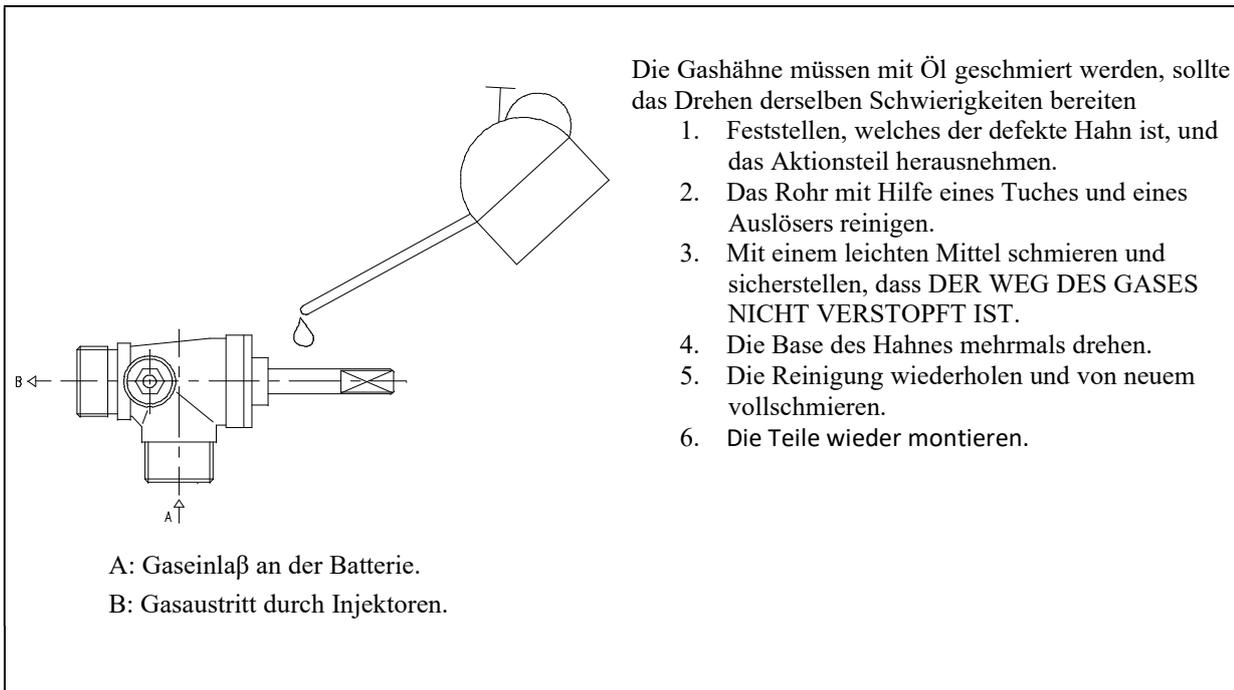 Die Gashähne müssen mit Öl geschmiert werden, sollte
das Drehen derselben Schwierigkeiten bereiten
1. Feststellen, welches der defekte Hahn ist, und
das Aktionsteil herausnehmen.
2. Das Rohr mit Hilfe eines Tuches und eines
Auslösers reinigen.
3. Mit einem leichten Mittel schmieren und
sicherstellen, dass DER WEG DES GASES
NICHT VERSTOPFT IST.
4. Die Base des Hahnes mehrmals drehen.
5. Die Reinigung wiederholen und von neuem
vollschmieren.
6. Die Teile wieder montieren.
B
A
A: Gaseinlaβ an der Batterie.
B: Gasaustritt durch Injektoren.